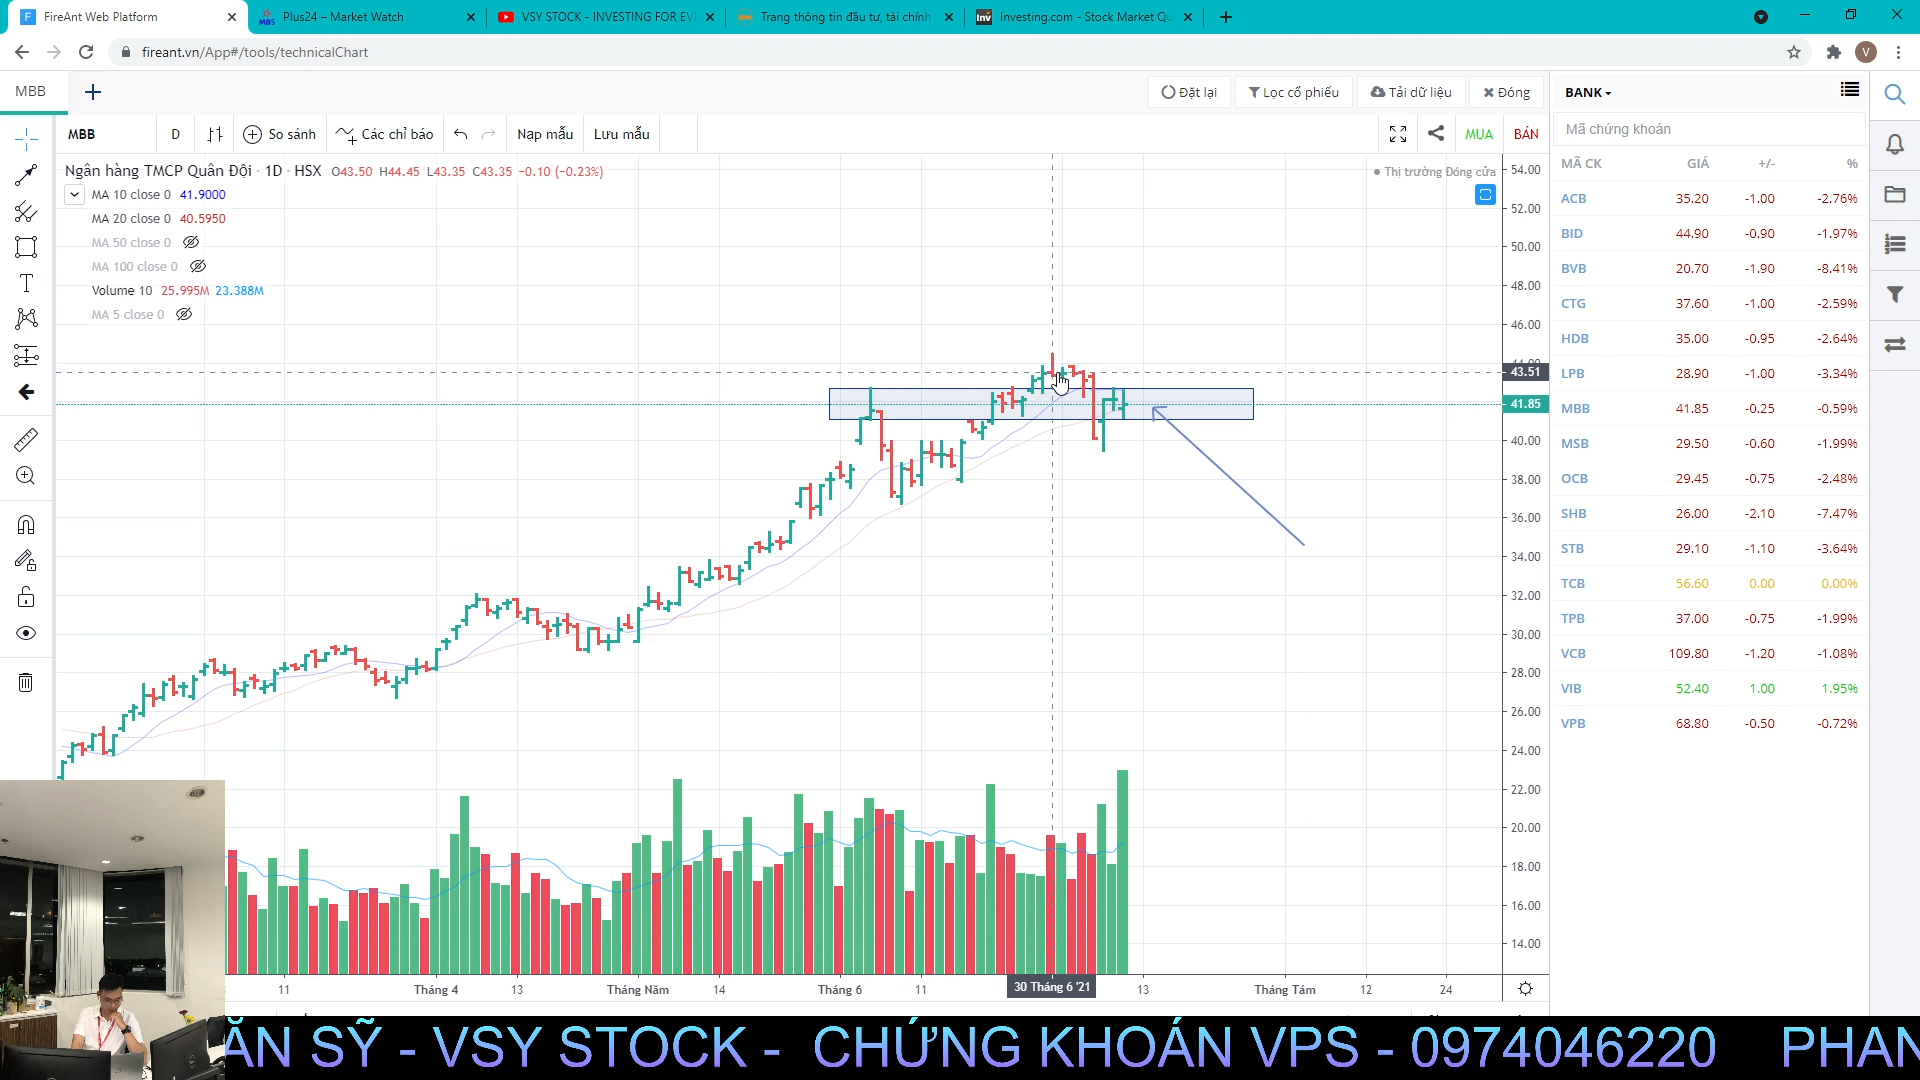 FireAnt Web Platform
Plus24 – Market Watch
VSY STOCK - INVESTING FOR EV
Trang thông tin đầu tư, tài chính
Investing.com - Stock Market Qu
fireant.vn/App#/tools/technicalChart
V
MBB
Đặt lại
Lọc cổ phiếu
Tải dữ liệu
Đóng
MBB
D
So sánh
Các chỉ báo
Nạp mẫu
Lưu mẫu
MUA
BÁN
Ngân hàng TMCP Quân Đội · 1D · HSX O43.50 H44.45 L43.35 C43.35 −0.10 (−0.23%)
Thị trường Đóng cửa
MA 10 close 0 41.9000
MA 20 close 0 40.5950
MA 50 close 0
MA 100 close 0
Volume 10 25.995M 23.388M
MA 5 close 0
54.00
52.00
50.00
48.00
46.00
44.00
43.51
41.85
40.00
38.00
36.00
34.00
32.00
30.00
28.00
26.00
24.00
22.00
20.00
18.00
16.00
14.00
11
Tháng 4
13
Tháng Năm
14
Tháng 6
11
30 Tháng 6 '21
13
Tháng Tám
12
24
BANK
Mã chứng khoán
MÃ CK GIÁ +/- %
ACB 35.20 -1.00 -2.76%
BID 44.90 -0.90 -1.97%
BVB 20.70 -1.90 -8.41%
CTG 37.60 -1.00 -2.59%
HDB 35.00 -0.95 -2.64%
LPB 28.90 -1.00 -3.34%
MBB 41.85 -0.25 -0.59%
MSB 29.50 -0.60 -1.99%
OCB 29.45 -0.75 -2.48%
SHB 26.00 -2.10 -7.47%
STB 29.10 -1.10 -3.64%
TCB 56.60 0.00 0.00%
TPB 37.00 -0.75 -1.99%
VCB 109.80 -1.20 -1.08%
VIB 52.40 1.00 1.95%
VPB 68.80 -0.50 -0.72%
ĂN SỸ - VSY STOCK - CHỨNG KHOÁN VPS - 0974046220 PHAN